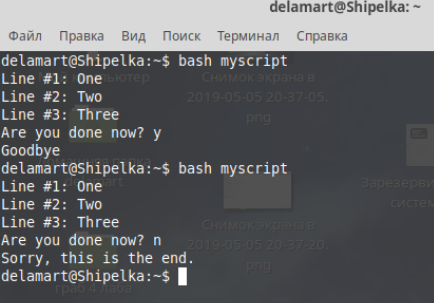 delamart@Shipelka: ~
Файл Правка Вид Поиск Терминал Справка
delamart@Shipelka:~$ bash myscript
Line #1: One
Line #2: Two
Line #3: Three
Are you done now? y
Goodbye
delamart@Shipelka:~$ bash myscript
Line #1: One
Line #2: Two
Line #3: Three
Are you done now? n
Sorry, this is the end.
delamart@Shipelka:~$
Снимок экрана в
2019-05-05 20-37-05.
png
Снимок экрана в
2019-05-05 20-37-20.
png